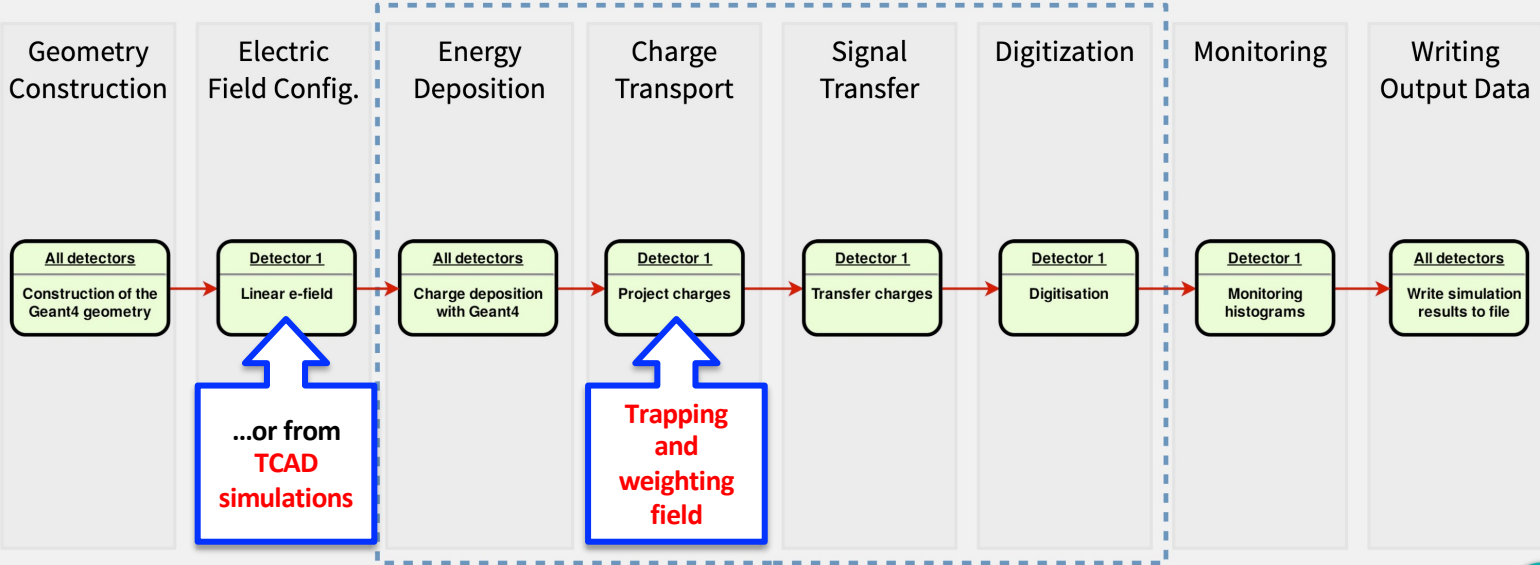 Geometry
Construction
Electric
Field Config.
Energy
Deposition
Charge
Transport
Signal
Transfer
Digitization
Monitoring
Writing
Output Data
All detectors
Construction of the
Geant4 geometry
Detector 1
Linear e-field
All detectors
Charge deposition
with Geant4
Detector 1
Project charges
Detector 1
Transfer charges
Detector 1
Digitisation
Detector 1
Monitoring
histograms
All detectors
Write simulation
results to file
...or from
TCAD
simulations
Trapping
and
weighting
field